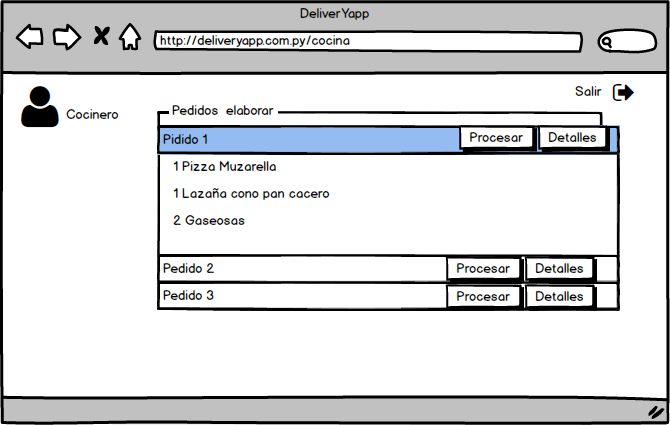 DeliverYapp
http://deliveryapp.com.py/cocina
Salir
Cocinero
Pedidos elaborar
Pidido 1 Procesar Detalles
1 Pizza Muzarella
1 Lazaña cono pan cacero
2 Gaseosas
Pedido 2 Procesar Detalles
Pedido 3 Procesar Detalles